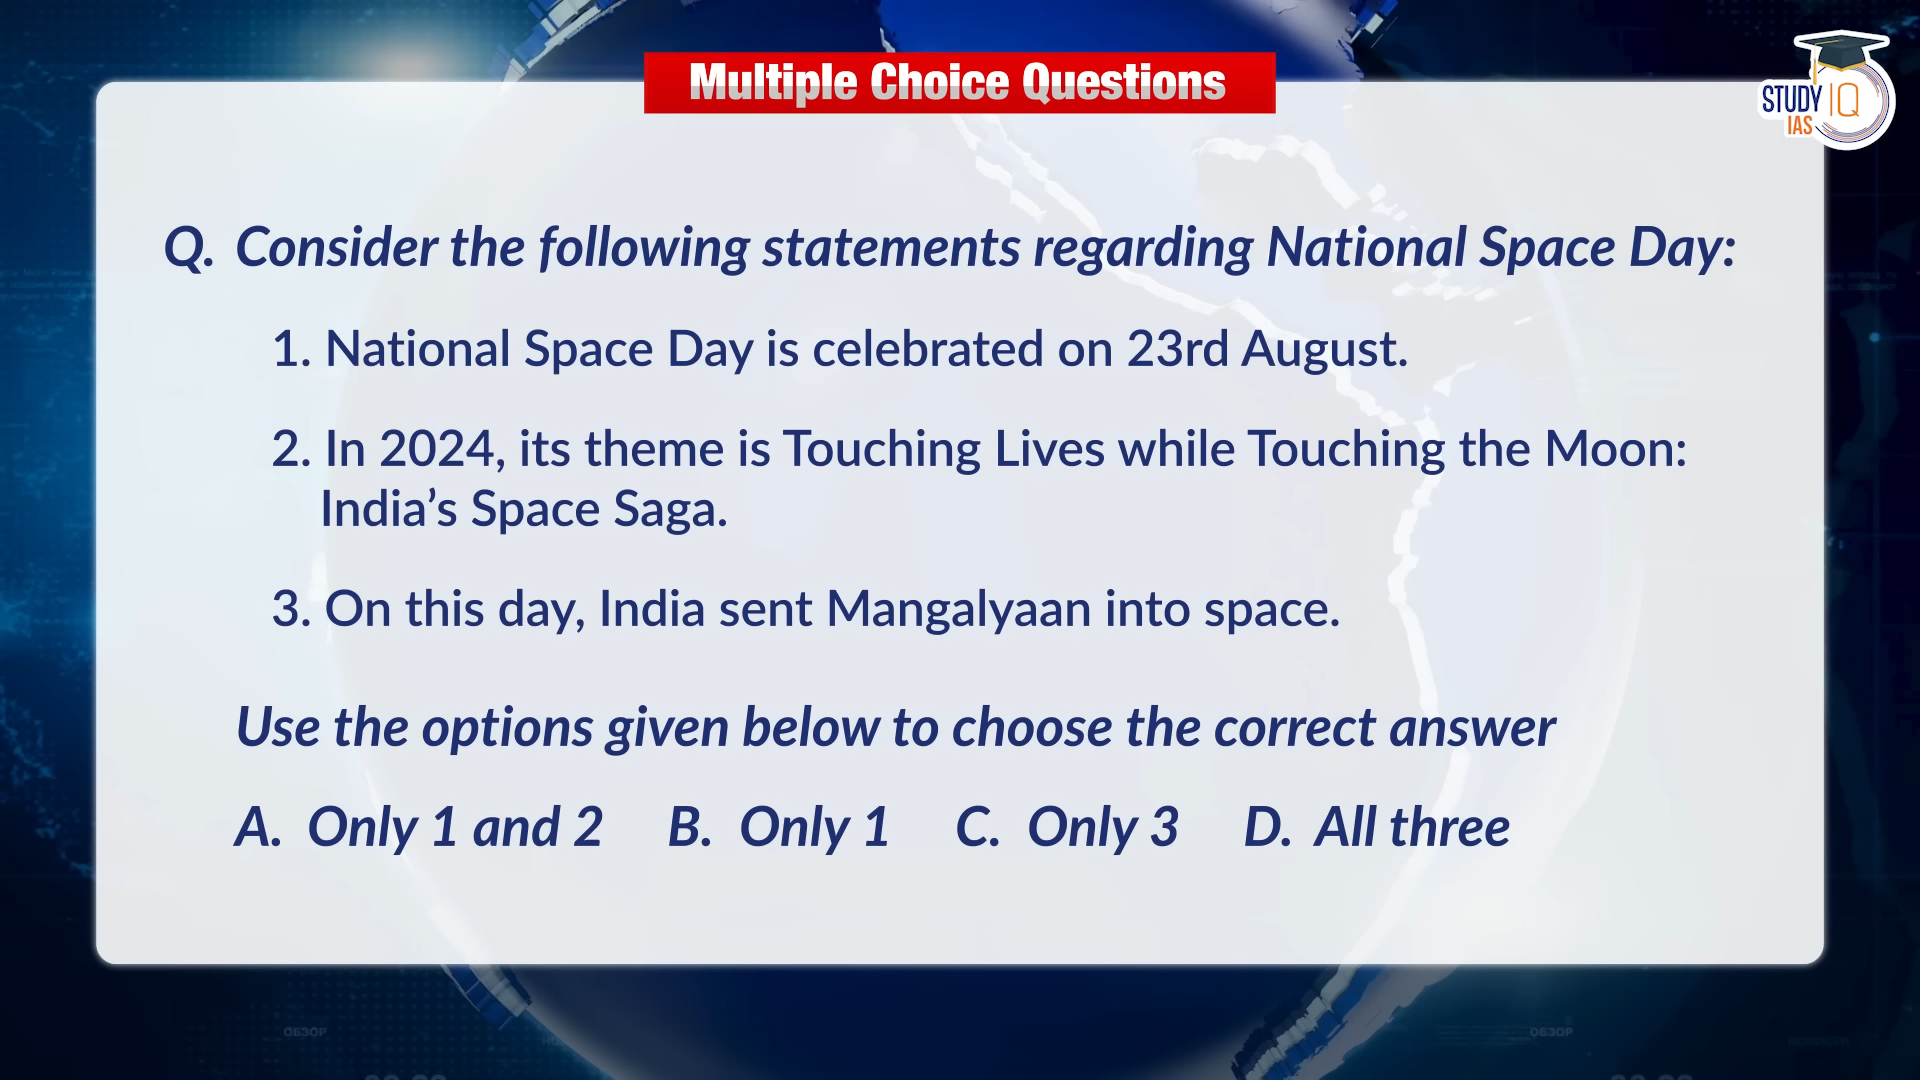 Multiple Choice Questions
STUDY IQ
IAS
Q. Consider the following statements regarding National Space Day:
1. National Space Day is celebrated on 23rd August.
2. In 2024, its theme is Touching Lives while Touching the Moon:
India’s Space Saga.
3. On this day, India sent Mangalyaan into space.
Use the options given below to choose the correct answer
A. Only 1 and 2 B. Only 1 C. Only 3 D. All three
ОБЗОР ОБЗОР